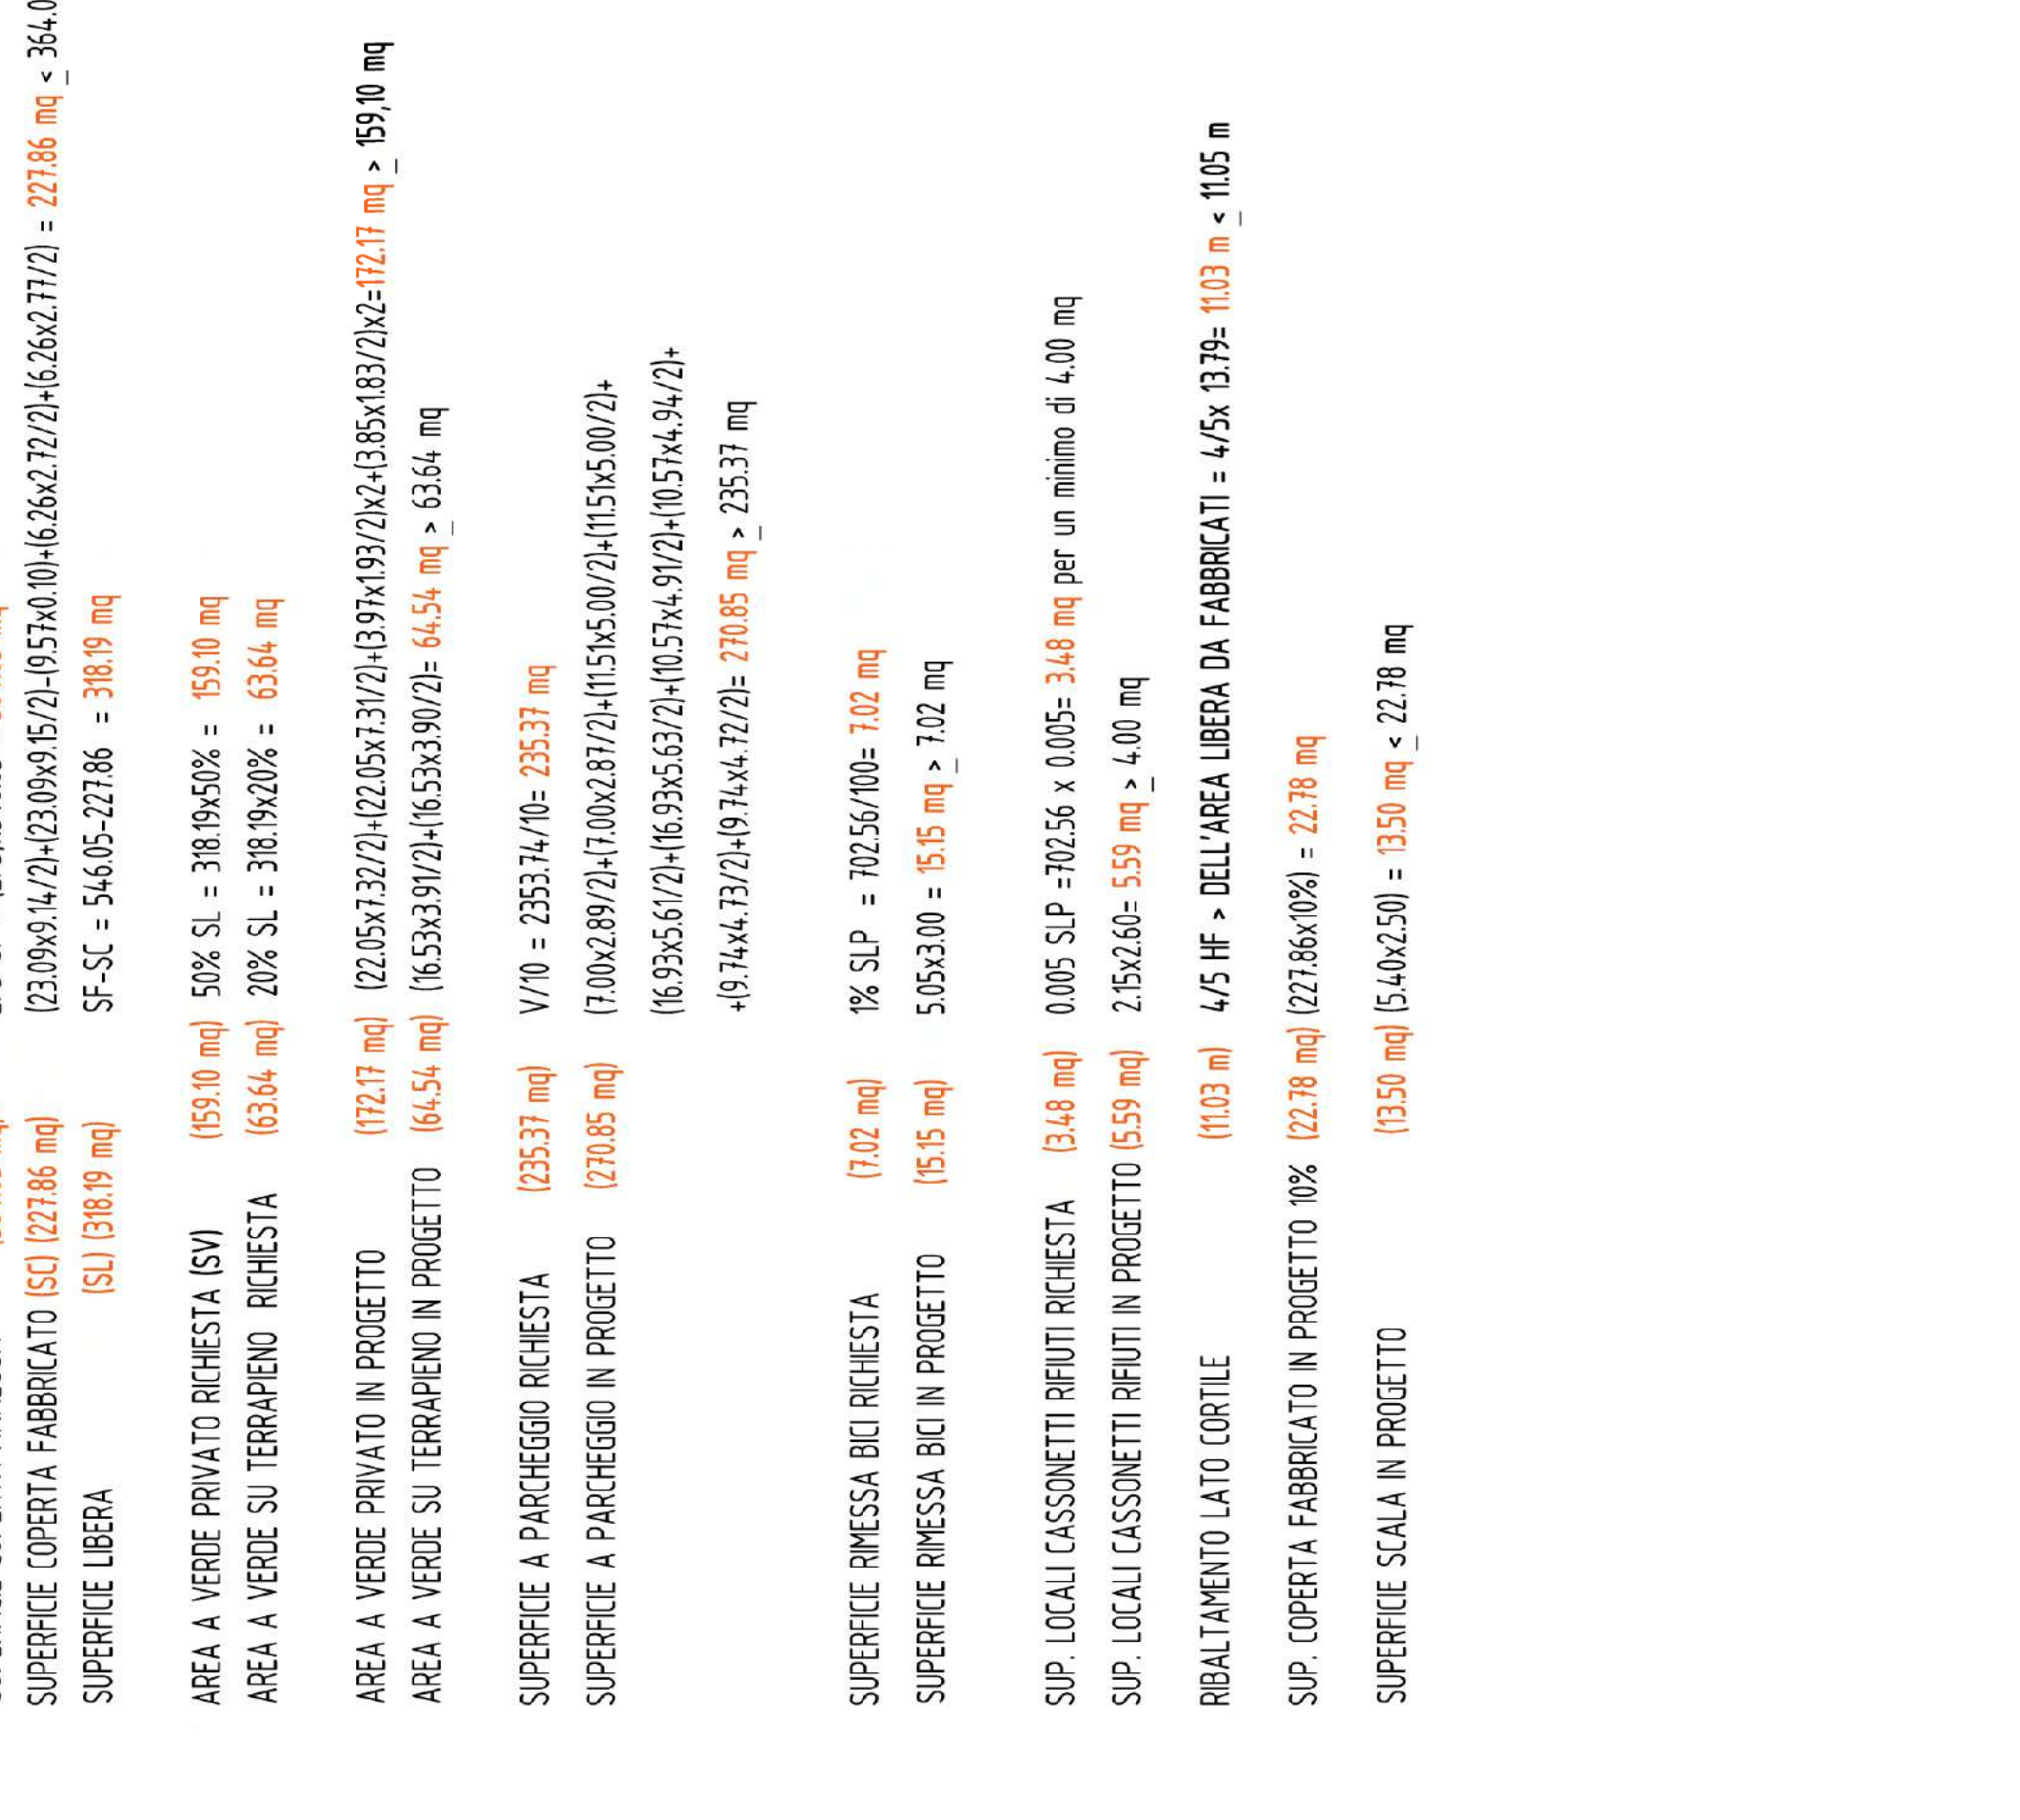 SUPERFICIE COPERTA FABBRICATO (SC) (227.86 mq) (23.09x9.14/2)+(23.09x9.15/2)-(9.57x0.10)+(6.26x2.72/2)+(6.26x2.77/2) = 227.86 mq ≤ 364.0
SUPERFICIE LIBERA (SL) (318.19 mq) SF-SC = 546.05-227.86 = 318.19 mq
AREA A VERDE PRIVATO RICHIESTA (SV) (159.10 mq) 50% SL = 318.19x50% = 159.10 mq
AREA A VERDE SU TERRAPIENO RICHIESTA (63.64 mq) 20% SL = 318.19x20% = 63.64 mq
AREA A VERDE PRIVATO IN PROGETTO (172.17 mq) (22.05x7.32/2)+(22.05x7.31/2)+(3.97x1.93/2)x2+(3.85x1.83/2)x2=172.17 mq ≥ 159,10 mq
AREA A VERDE SU TERRAPIENO IN PROGETTO (64.54 mq) (16.53x3.91/2)+(16.53x3.90/2)= 64.54 mq ≥ 63.64 mq
SUPERFICIE A PARCHEGGIO RICHIESTA (235.37 mq) V/10 = 2353.74/10= 235.37 mq
SUPERFICIE A PARCHEGGIO IN PROGETTO (270.85 mq) (7.00x2.89/2)+(7.00x2.87/2)+(11.51x5.00/2)+(11.51x5.00/2)+
(16.93x5.61/2)+(16.93x5.63/2)+(10.57x4.91/2)+(10.57x4.94/2)+
+(9.74x4.73/2)+(9.74x4.72/2)= 270.85 mq ≥ 235.37 mq
SUPERFICIE RIMESSA BICI RICHIESTA (7.02 mq) 1% SLP = 702.56/100= 7.02 mq
SUPERFICIE RIMESSA BICI IN PROGETTO (15.15 mq) 5.05x3.00 = 15.15 mq ≥ 7.02 mq
SUP. LOCALI CASSONETTI RIFIUTI RICHIESTA (3.48 mq) 0.005 SLP =702.56 x 0.005= 3.48 mq per un minimo di 4.00 mq
SUP. LOCALI CASSONETTI RIFIUTI IN PROGETTO (5.59 mq) 2.15x2.60= 5.59 mq ≥ 4.00 mq
RIBALTAMENTO LATO CORTILE (11.03 m) 4/5 HF > DELL'AREA LIBERA DA FABBRICATI = 4/5x 13.79= 11.03 m ≤ 11.05 m
SUP. COPERTA FABBRICATO IN PROGETTO 10% (22.78 mq) (227.86x10%) = 22.78 mq
SUPERFICIE SCALA IN PROGETTO (13.50 mq) (5.40x2.50) = 13.50 mq ≤ 22.78 mq